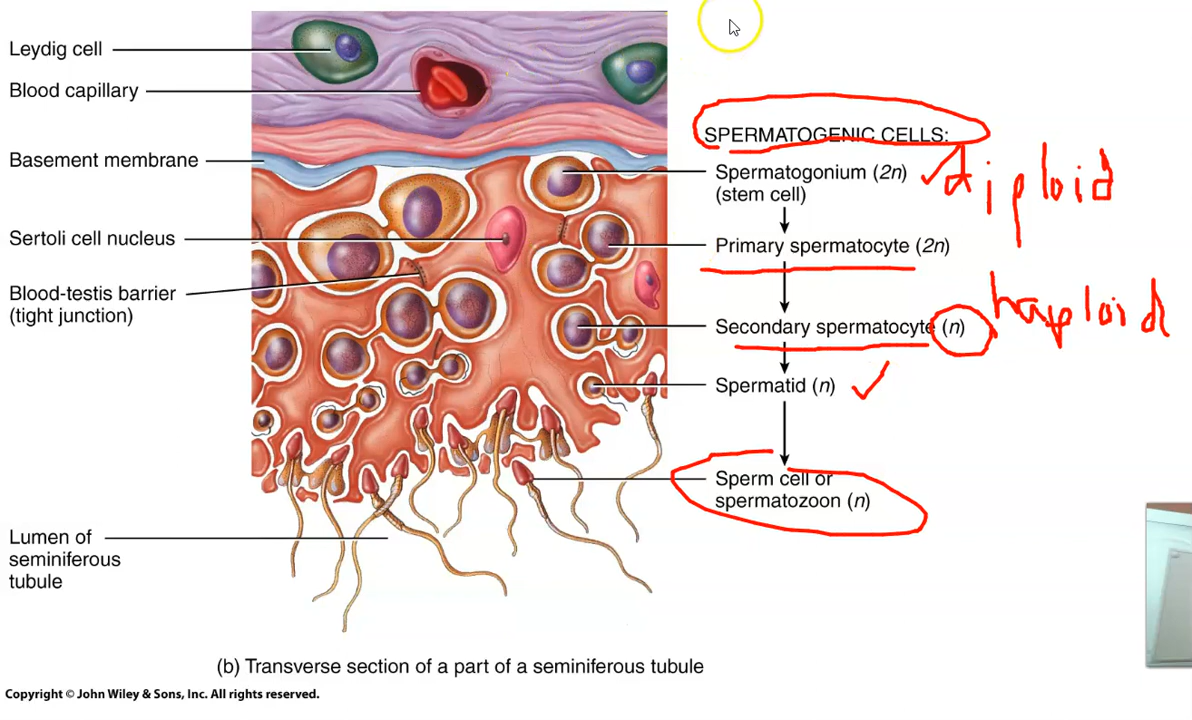 Leydig cell
Blood capillary
Basement membrane
Sertoli cell nucleus
Blood-testis barrier
(tight junction)
Lumen of
seminiferous
tubule
SPERMATOGENIC CELLS:
Spermatogonium (2n)
(stem cell)
diploid
Primary spermatocyte (2n)
Secondary spermatocyte (n)
haploid
Spermatid (n)
Sperm cell or
spermatozoon (n)
(b) Transverse section of a part of a seminiferous tubule
Copyright © John Wiley & Sons, Inc. All rights reserved.